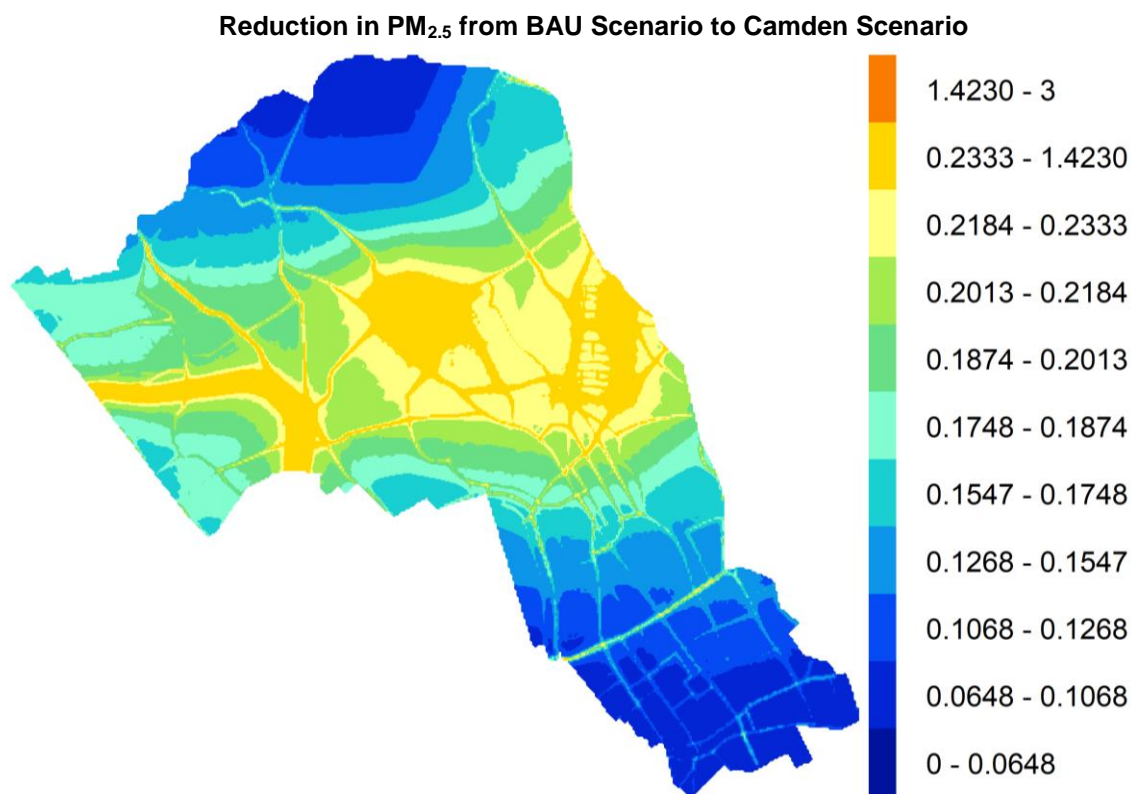 Reduction in PM2.5 from BAU Scenario to Camden Scenario
1.4230 - 3
0.2333 - 1.4230
0.2184 - 0.2333
0.2013 - 0.2184
0.1874 - 0.2013
0.1748 - 0.1874
0.1547 - 0.1748
0.1268 - 0.1547
0.1068 - 0.1268
0.0648 - 0.1068
0 - 0.0648